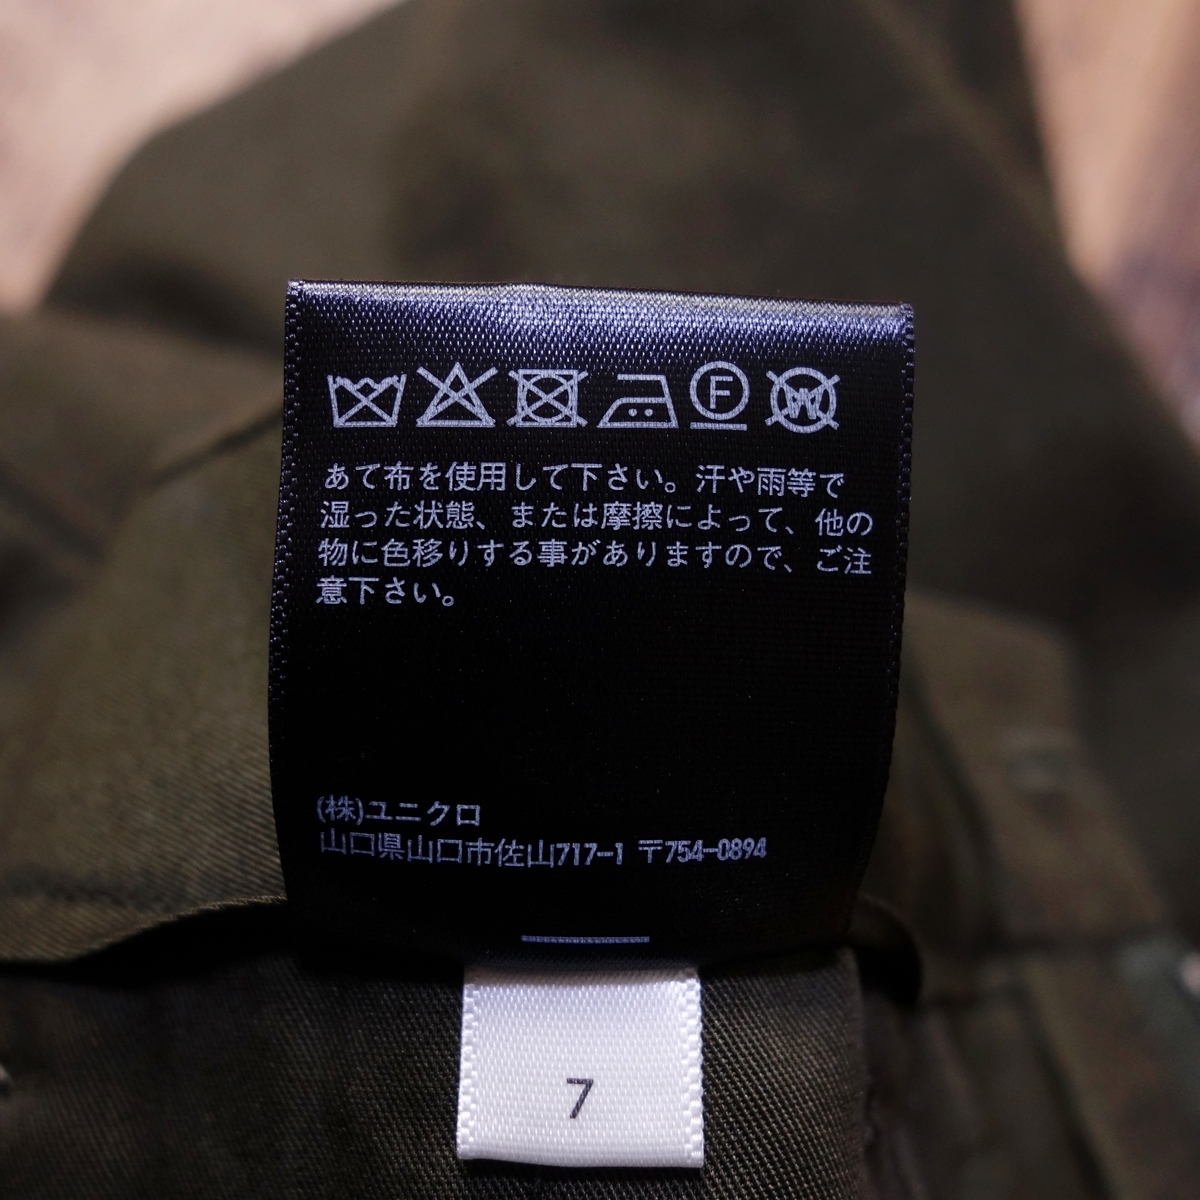 F W
あて布を使用して下さい。汗や雨等で
湿った状態、または摩擦によって、他の
物に色移りする事がありますので、ご注
意下さい。
(株)ユニクロ
山口県山口市佐山717-1 〒754-0894
7